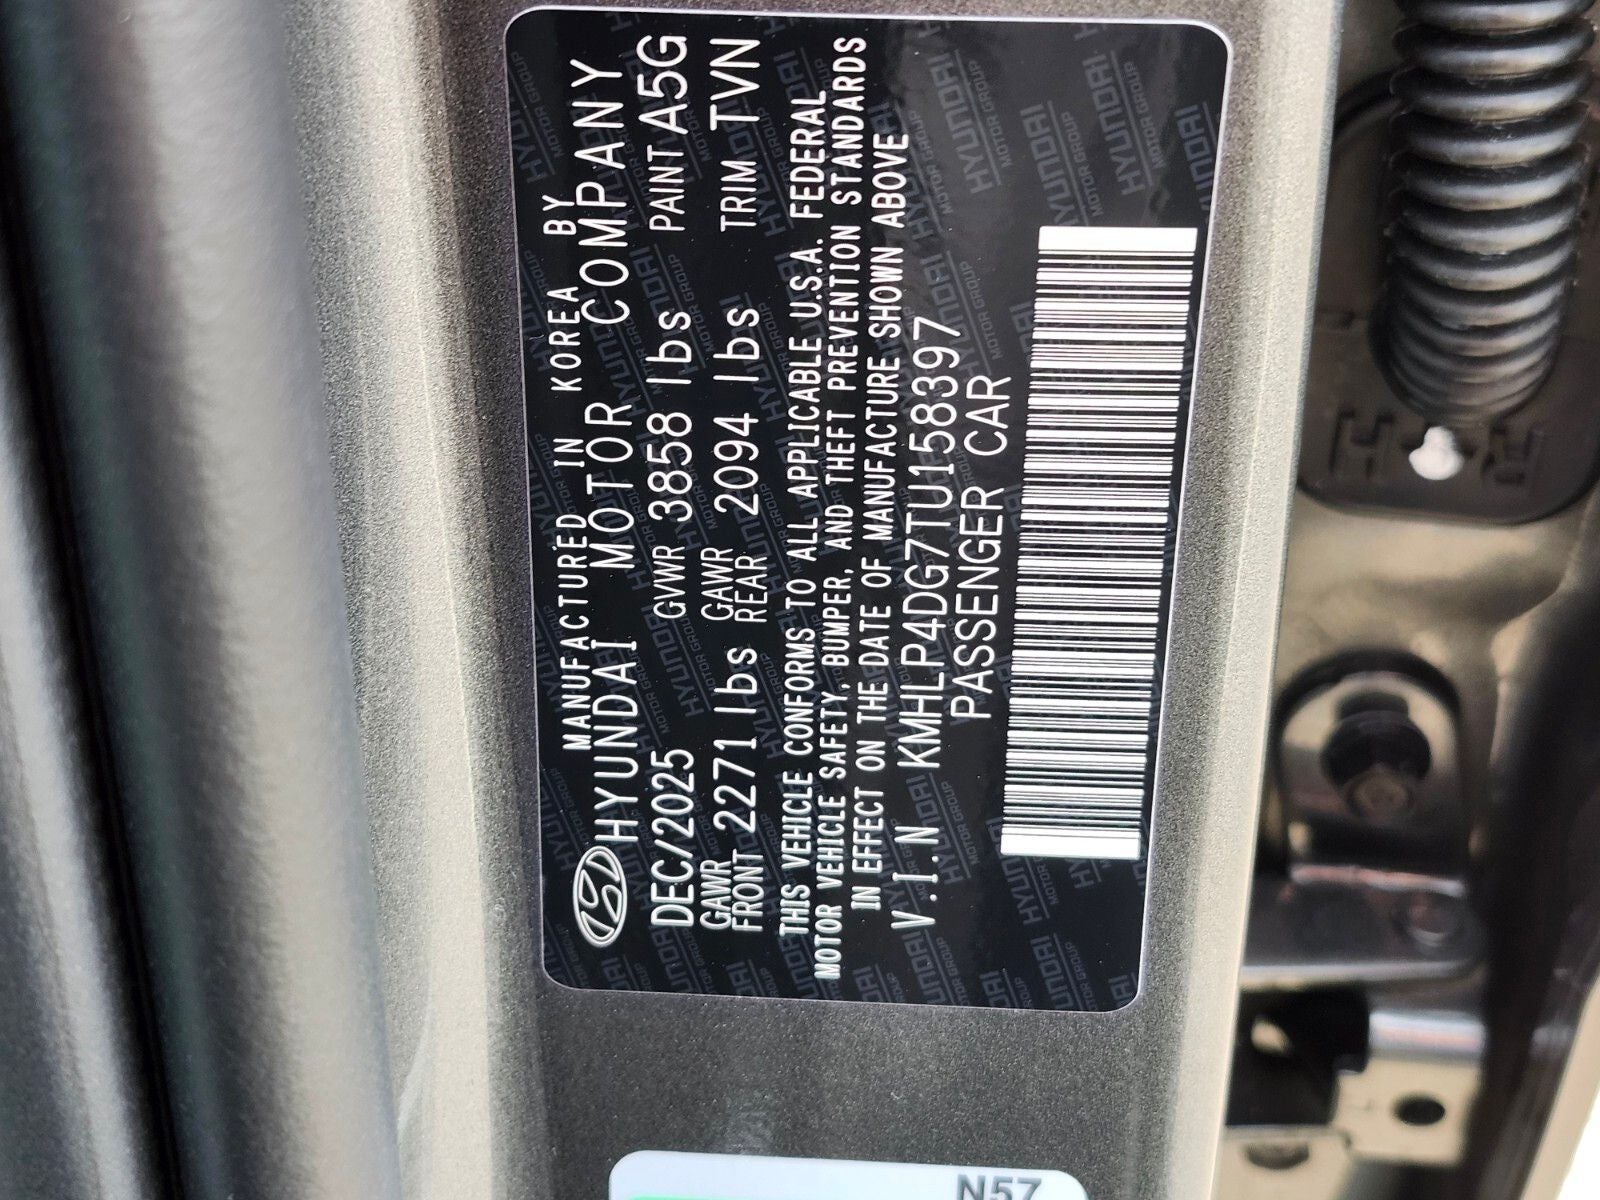 MANUFACTURED IN KOREA BY
HYUNDAI MOTOR COMPANY
DEC/2025 GVWR 3858 lbs PAINT A5G
GAWR FRONT 2271 lbs GAWR REAR 2094 lbs TRIM TVN
THIS VEHICLE CONFORMS TO ALL APPLICABLE U.S.A. FEDERAL
MOTOR VEHICLE SAFETY, BUMPER, AND THEFT PREVENTION STANDARDS
IN EFFECT ON THE DATE OF MANUFACTURE SHOWN ABOVE
V.I.N KMHLP4DG7TU158397
PASSENGER CAR
HYUNDAI
MOTOR GROUP
N57